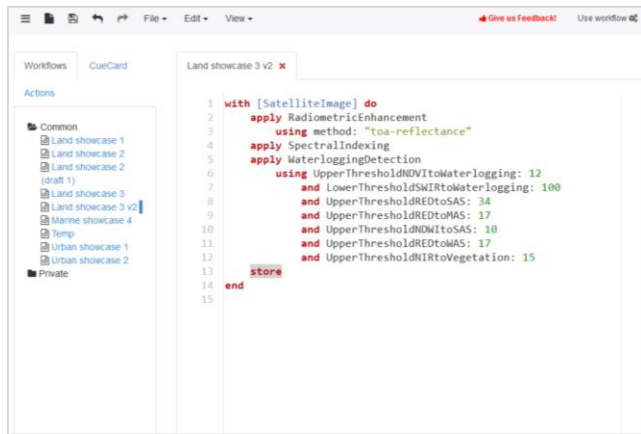 File Edit View Give us Feedback! Use workflow
Workflows CueCard
Actions
Common
Land showcase 1
Land showcase 2
Land showcase 2
(draft 1)
Land showcase 3
Land showcase 3 v2
Marine showcase 4
Temp
Urban showcase 1
Urban showcase 2
Private
Land showcase 3 v2 ×
1 with [SatelliteImage] do
2 apply RadiometricEnhancement
3 using method: "toa-reflectance"
4 apply SpectralIndexing
5 apply WaterloggingDetection
6 using UpperThresholdNDVItoWaterlogging: 12
7 and LowerThresholdSWIRtoWaterlogging: 100
8 and UpperThresholdREDtoSAS: 34
9 and UpperThresholdREDtoMAS: 17
10 and UpperThresholdNDWItoSAS: 10
11 and UpperThresholdREDtoWAS: 17
12 and UpperThresholdNIRtoVegetation: 15
13 store
14 end
15